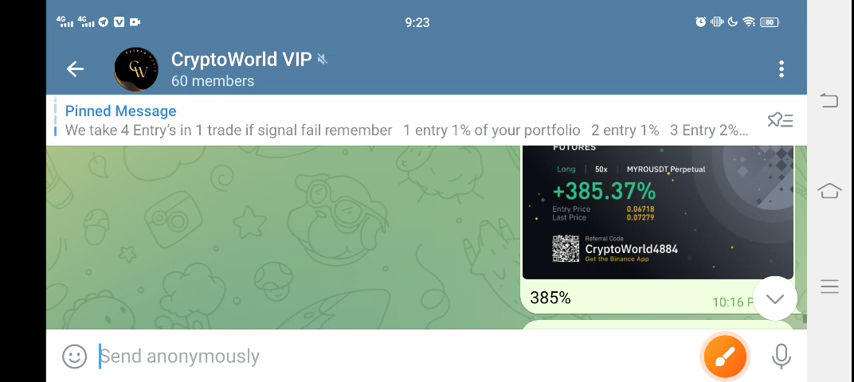 4G 4G 9:23 80
GW
CryptoWorld VIP
60 members
Pinned Message
We take 4 Entry's in 1 trade if signal fail remember 1 entry 1% of your portfolio 2 entry 1% 3 Entry 2%...
FUTURES
Long | 50x | MYROUSDT Perpetual
+385.37%
Entry Price 0.06718
Last Price 0.07279
Referral Code
CryptoWorld4884
Get the Binance App
385%
10:16 P
Send anonymously